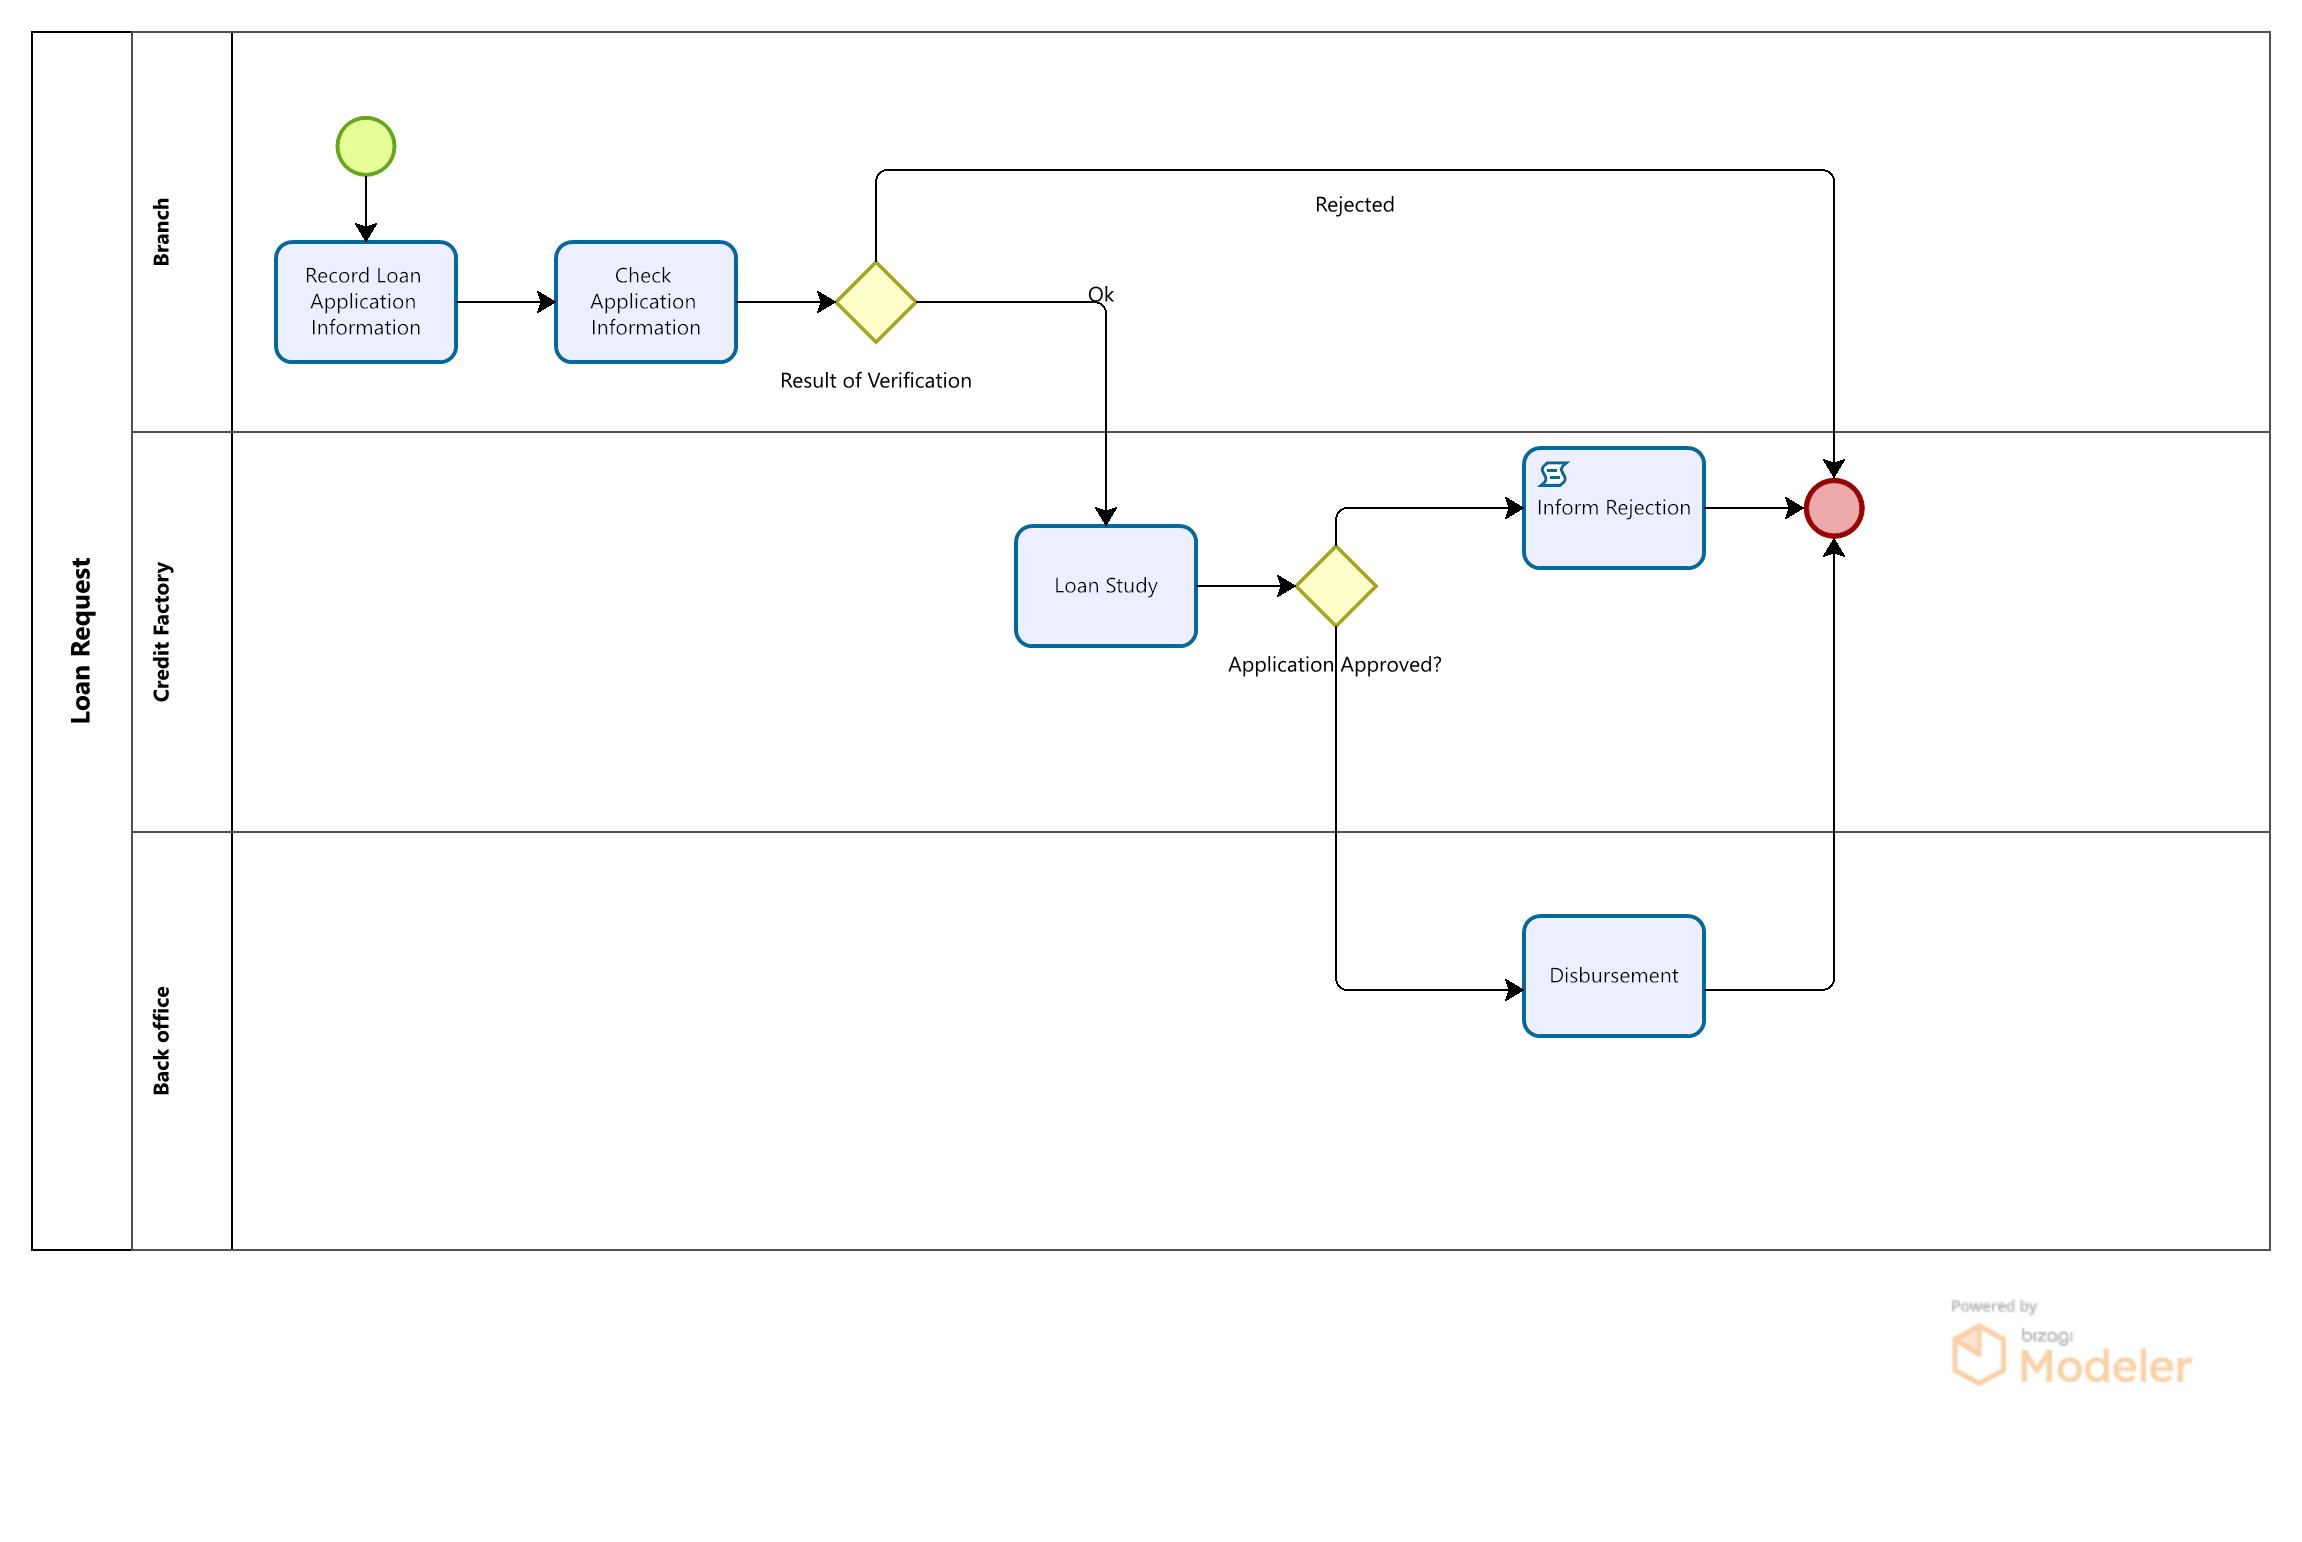 Loan Request
Branch
Record Loan
Application
Information
Check
Application
Information
Result of Verification
Rejected
Ok
Credit Factory
Loan Study
Application Approved?
Inform Rejection
Back office
Disbursement
Powered by
bizagi
Modeler